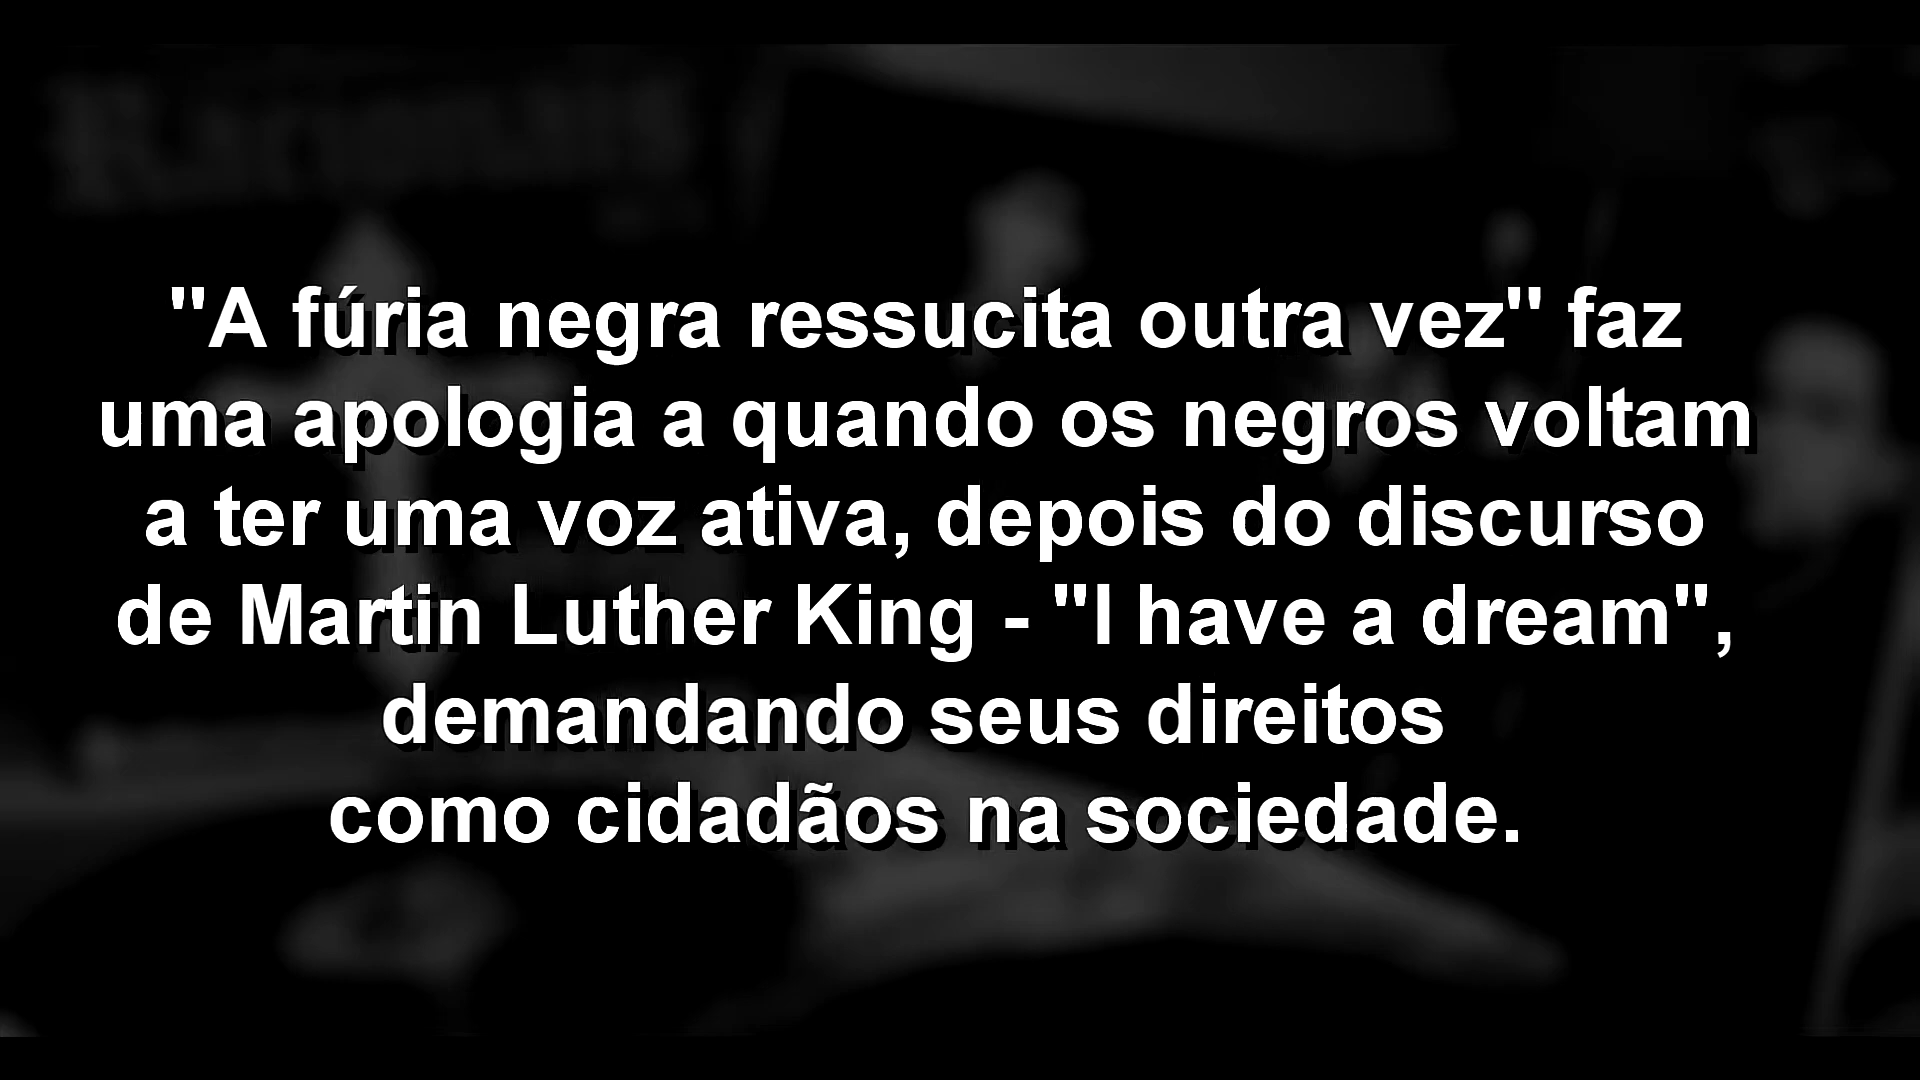 Racionais
"A fúria negra ressucita outra vez" faz
uma apologia a quando os negros voltam
a ter uma voz ativa, depois do discurso
de Martin Luther King - "I have a dream",
demandando seus direitos
como cidadãos na sociedade.